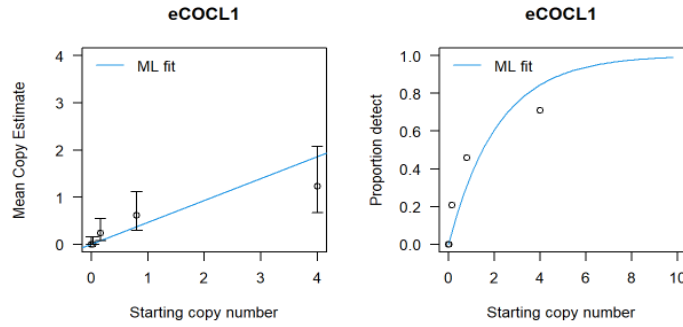 eCOCL1
ML fit
Mean Copy Estimate
4
3
2
1
0
0 1 2 3 4
Starting copy number
eCOCL1
ML fit
Proportion detect
1.0
0.8
0.6
0.4
0.2
0.0
0 2 4 6 8 10
Starting copy number